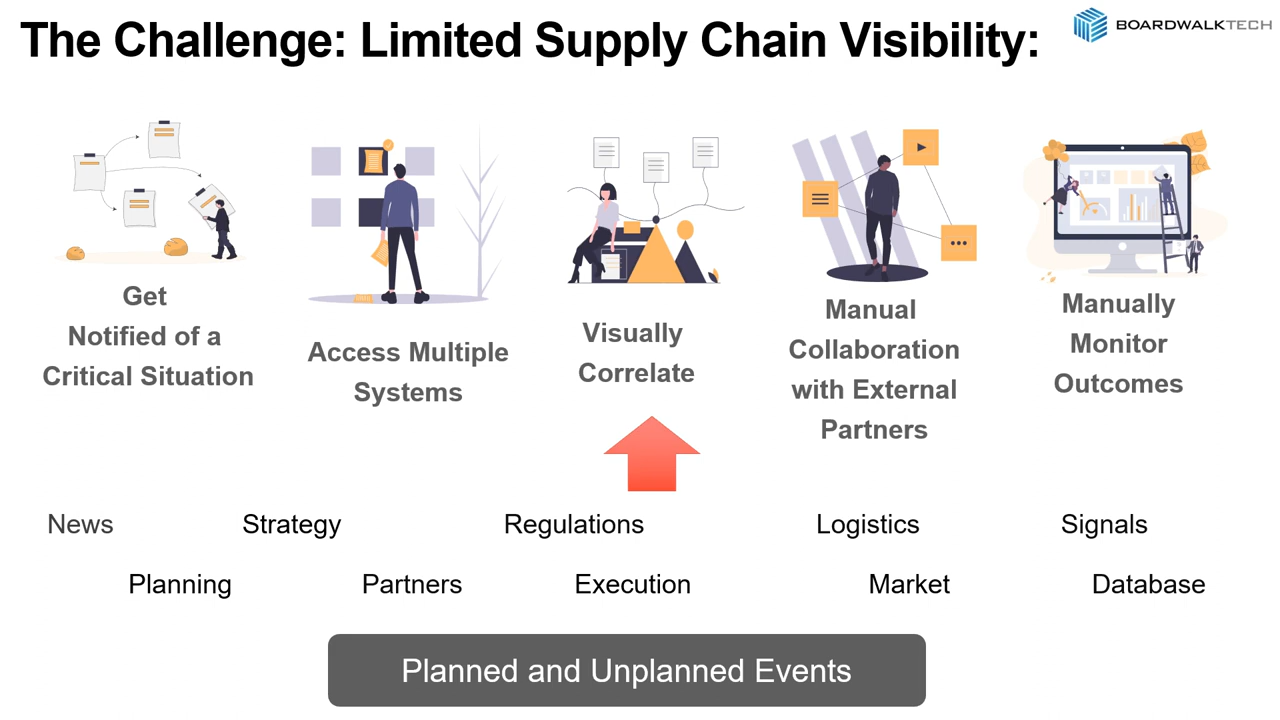 The Challenge: Limited Supply Chain Visibility:
BOARDWALKTECH
Get
Notified of a
Critical Situation
Access Multiple
Systems
Visually
Correlate
Manual
Collaboration
with External
Partners
Manually
Monitor
Outcomes
News
Strategy
Regulations
Logistics
Signals
Planning
Partners
Execution
Market
Database
Planned and Unplanned Events